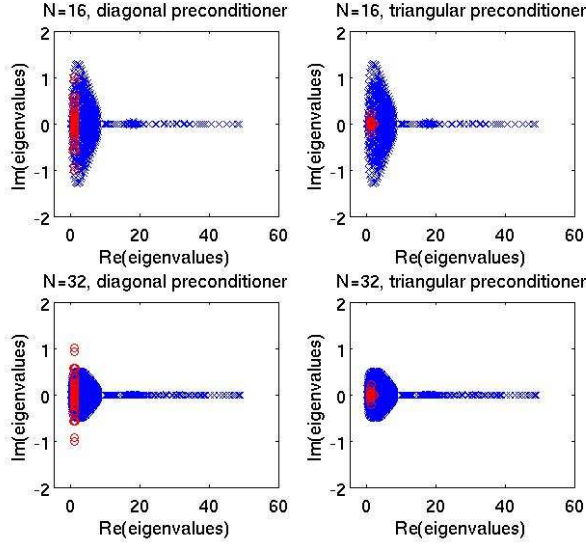 N=16, diagonal preconditioner
2
1
0
-1
-2
Im(eigenvalues)
0 20 40 60
Re(eigenvalues)
N=16, triangular preconditioner
2
1
0
-1
-2
Im(eigenvalues)
0 20 40 60
Re(eigenvalues)
N=32, diagonal preconditioner
2
1
0
-1
-2
Im(eigenvalues)
0 20 40 60
Re(eigenvalues)
N=32, triangular preconditioner
2
1
0
-1
-2
Im(eigenvalues)
0 20 40 60
Re(eigenvalues)